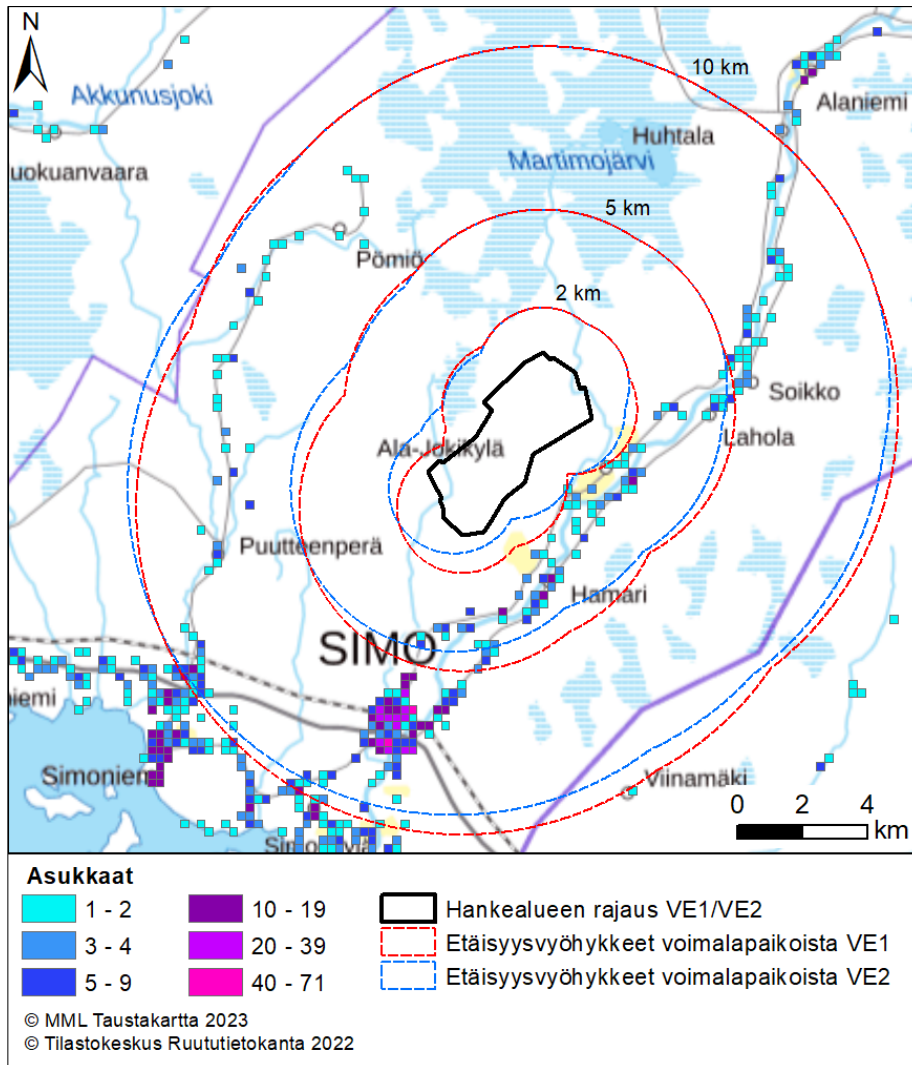 N
10 km
Akkunusjoki
Alaniemi
Huhtala
uokuanvaara
Martimojärvi
5 km
Pömiö
2 km
Soikko
Lahola
Ala-Jokikylä
Puutteenperä
Hamari
SIMO
niemi
Simoniem
Viinamäki
0 2 4
km
Asukkaat
1 - 2
3 - 4
5 - 9
10 - 19
20 - 39
40 - 71
Hankealueen rajaus VE1/VE2
Etäisyysvyöhykkeet voimalapaikoista VE1
Etäisyysvyöhykkeet voimalapaikoista VE2
© MML Taustakartta 2023
© Tilastokeskus Ruututietokanta 2022